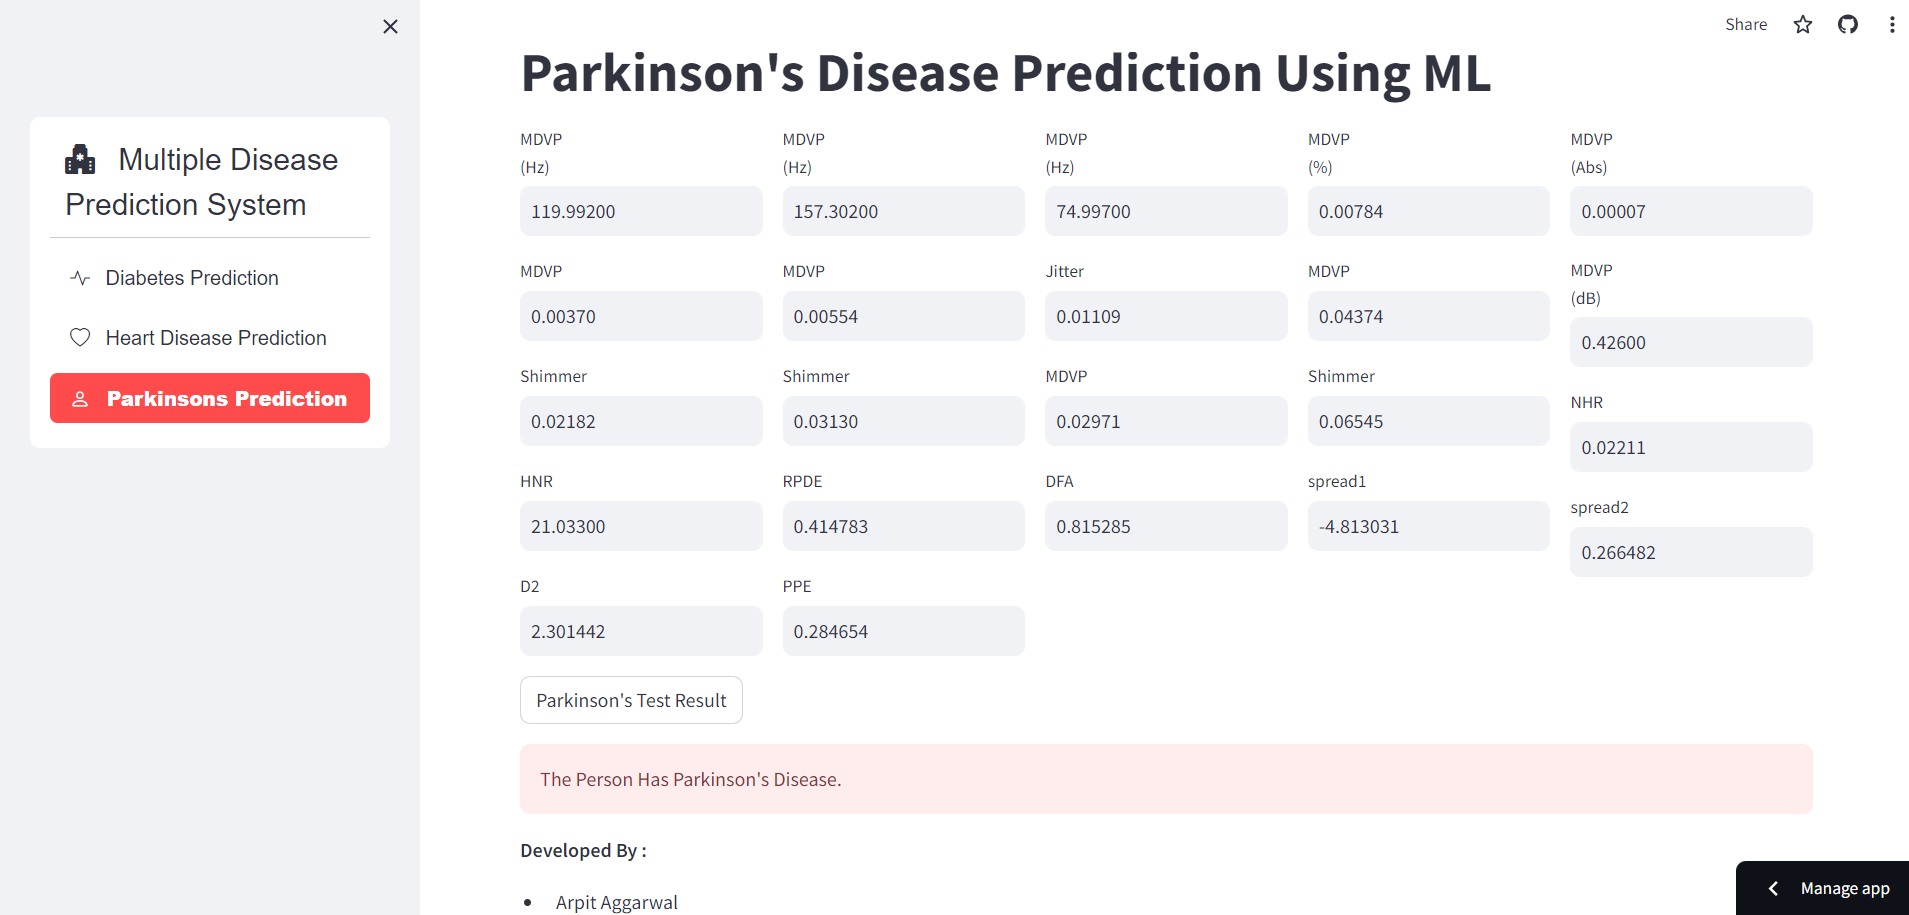 Share
Multiple Disease
Prediction System
Diabetes Prediction
Heart Disease Prediction
Parkinsons Prediction
Parkinson's Disease Prediction Using ML
MDVP
(Hz)
119.99200
MDVP
(Hz)
157.30200
MDVP
(Hz)
74.99700
MDVP
(%)
0.00784
MDVP
(Abs)
0.00007
MDVP
0.00370
MDVP
0.00554
Jitter
0.01109
MDVP
0.04374
MDVP
(dB)
0.42600
Shimmer
0.02182
Shimmer
0.03130
MDVP
0.02971
Shimmer
0.06545
NHR
0.02211
HNR
21.03300
RPDE
0.414783
DFA
0.815285
spread1
-4.813031
spread2
0.266482
D2
2.301442
PPE
0.284654
Parkinson's Test Result
The Person Has Parkinson's Disease.
Developed By :
• Arpit Aggarwal
Manage app